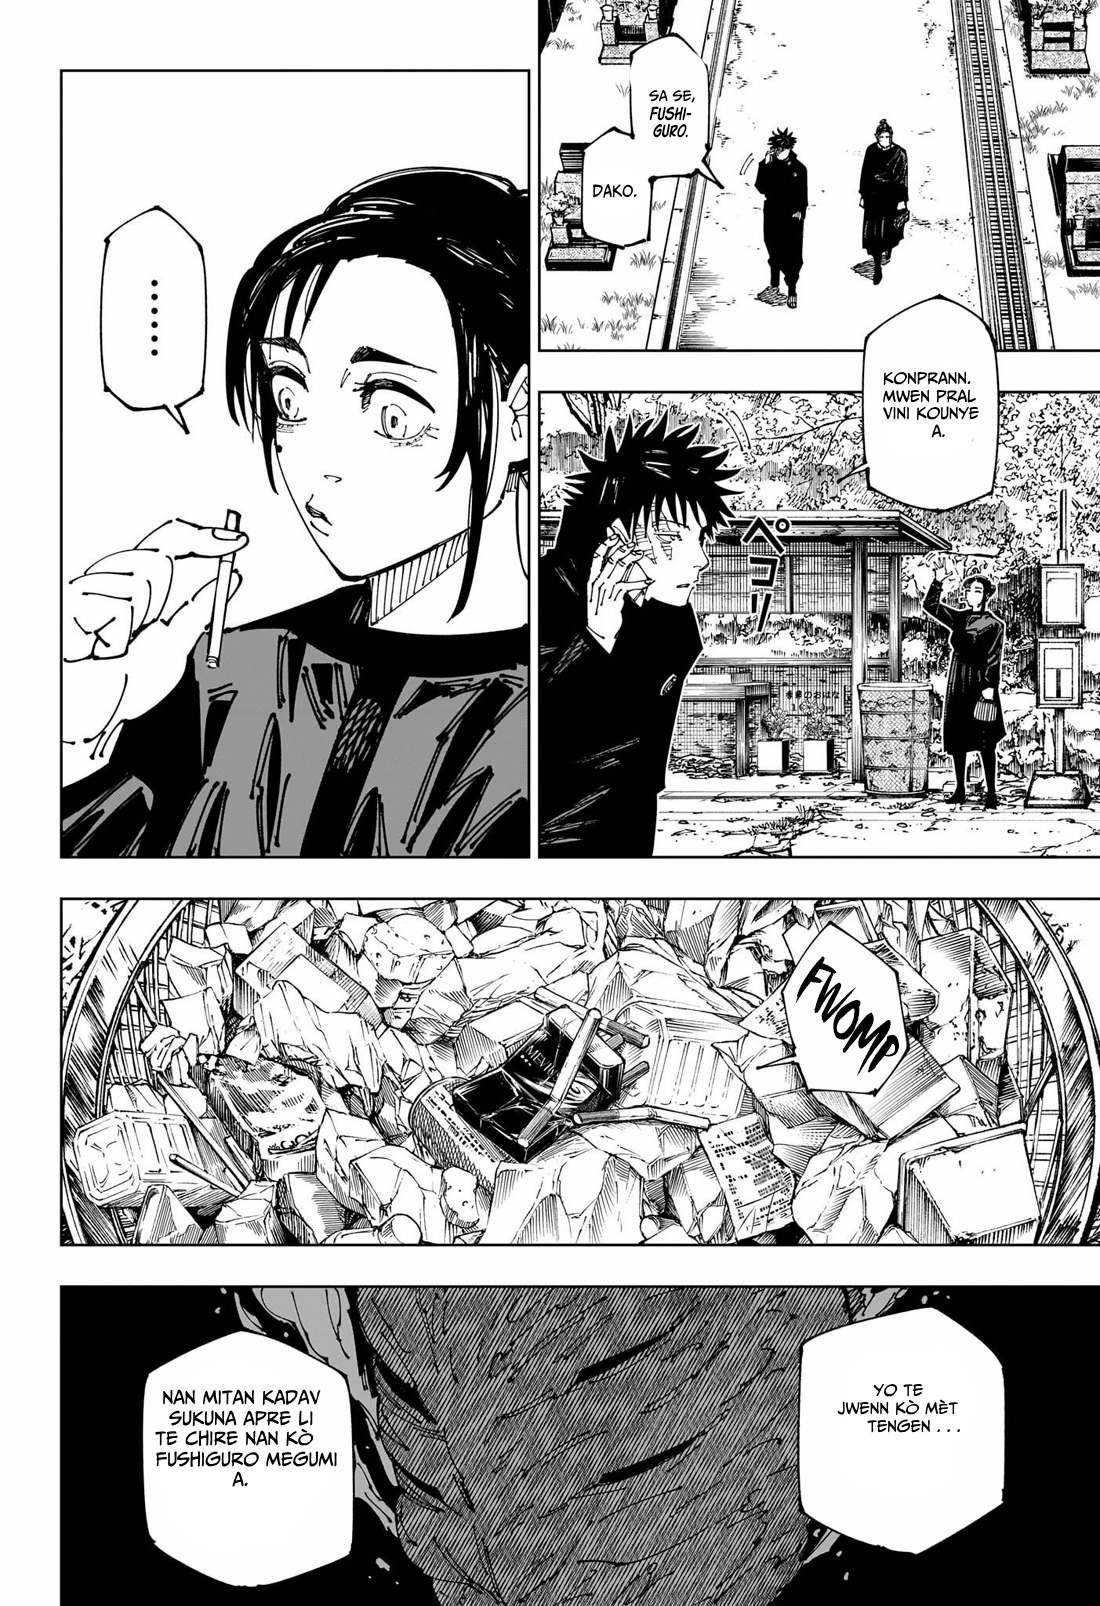 SA SE,
FUSHI-
GURO.
DAKO.
KONPRANN.
MWEN PRAL
VINI KOUNYE
A.
ペコリ
......
FWOMP
YO TE
JWENN KÒ MÈT
TENGEN . . .
NAN MITAN KADAV
SUKUNA APRE LI
TE CHIRE NAN KÒ
FUSHIGURO MEGUMI
A.